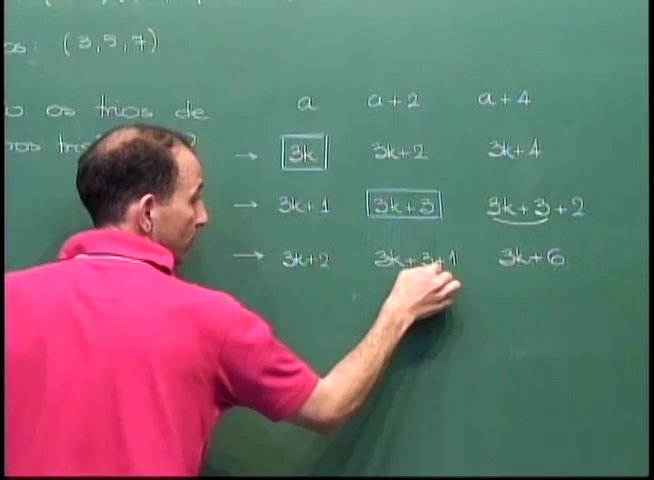 os: (3,5,7)
os trios de
a a+2 a+4
→ 3k 3k+2 3k+4
→ 3k+1 3k+3 3k+3+2
→ 3k+2 3k+3+1 3k+6